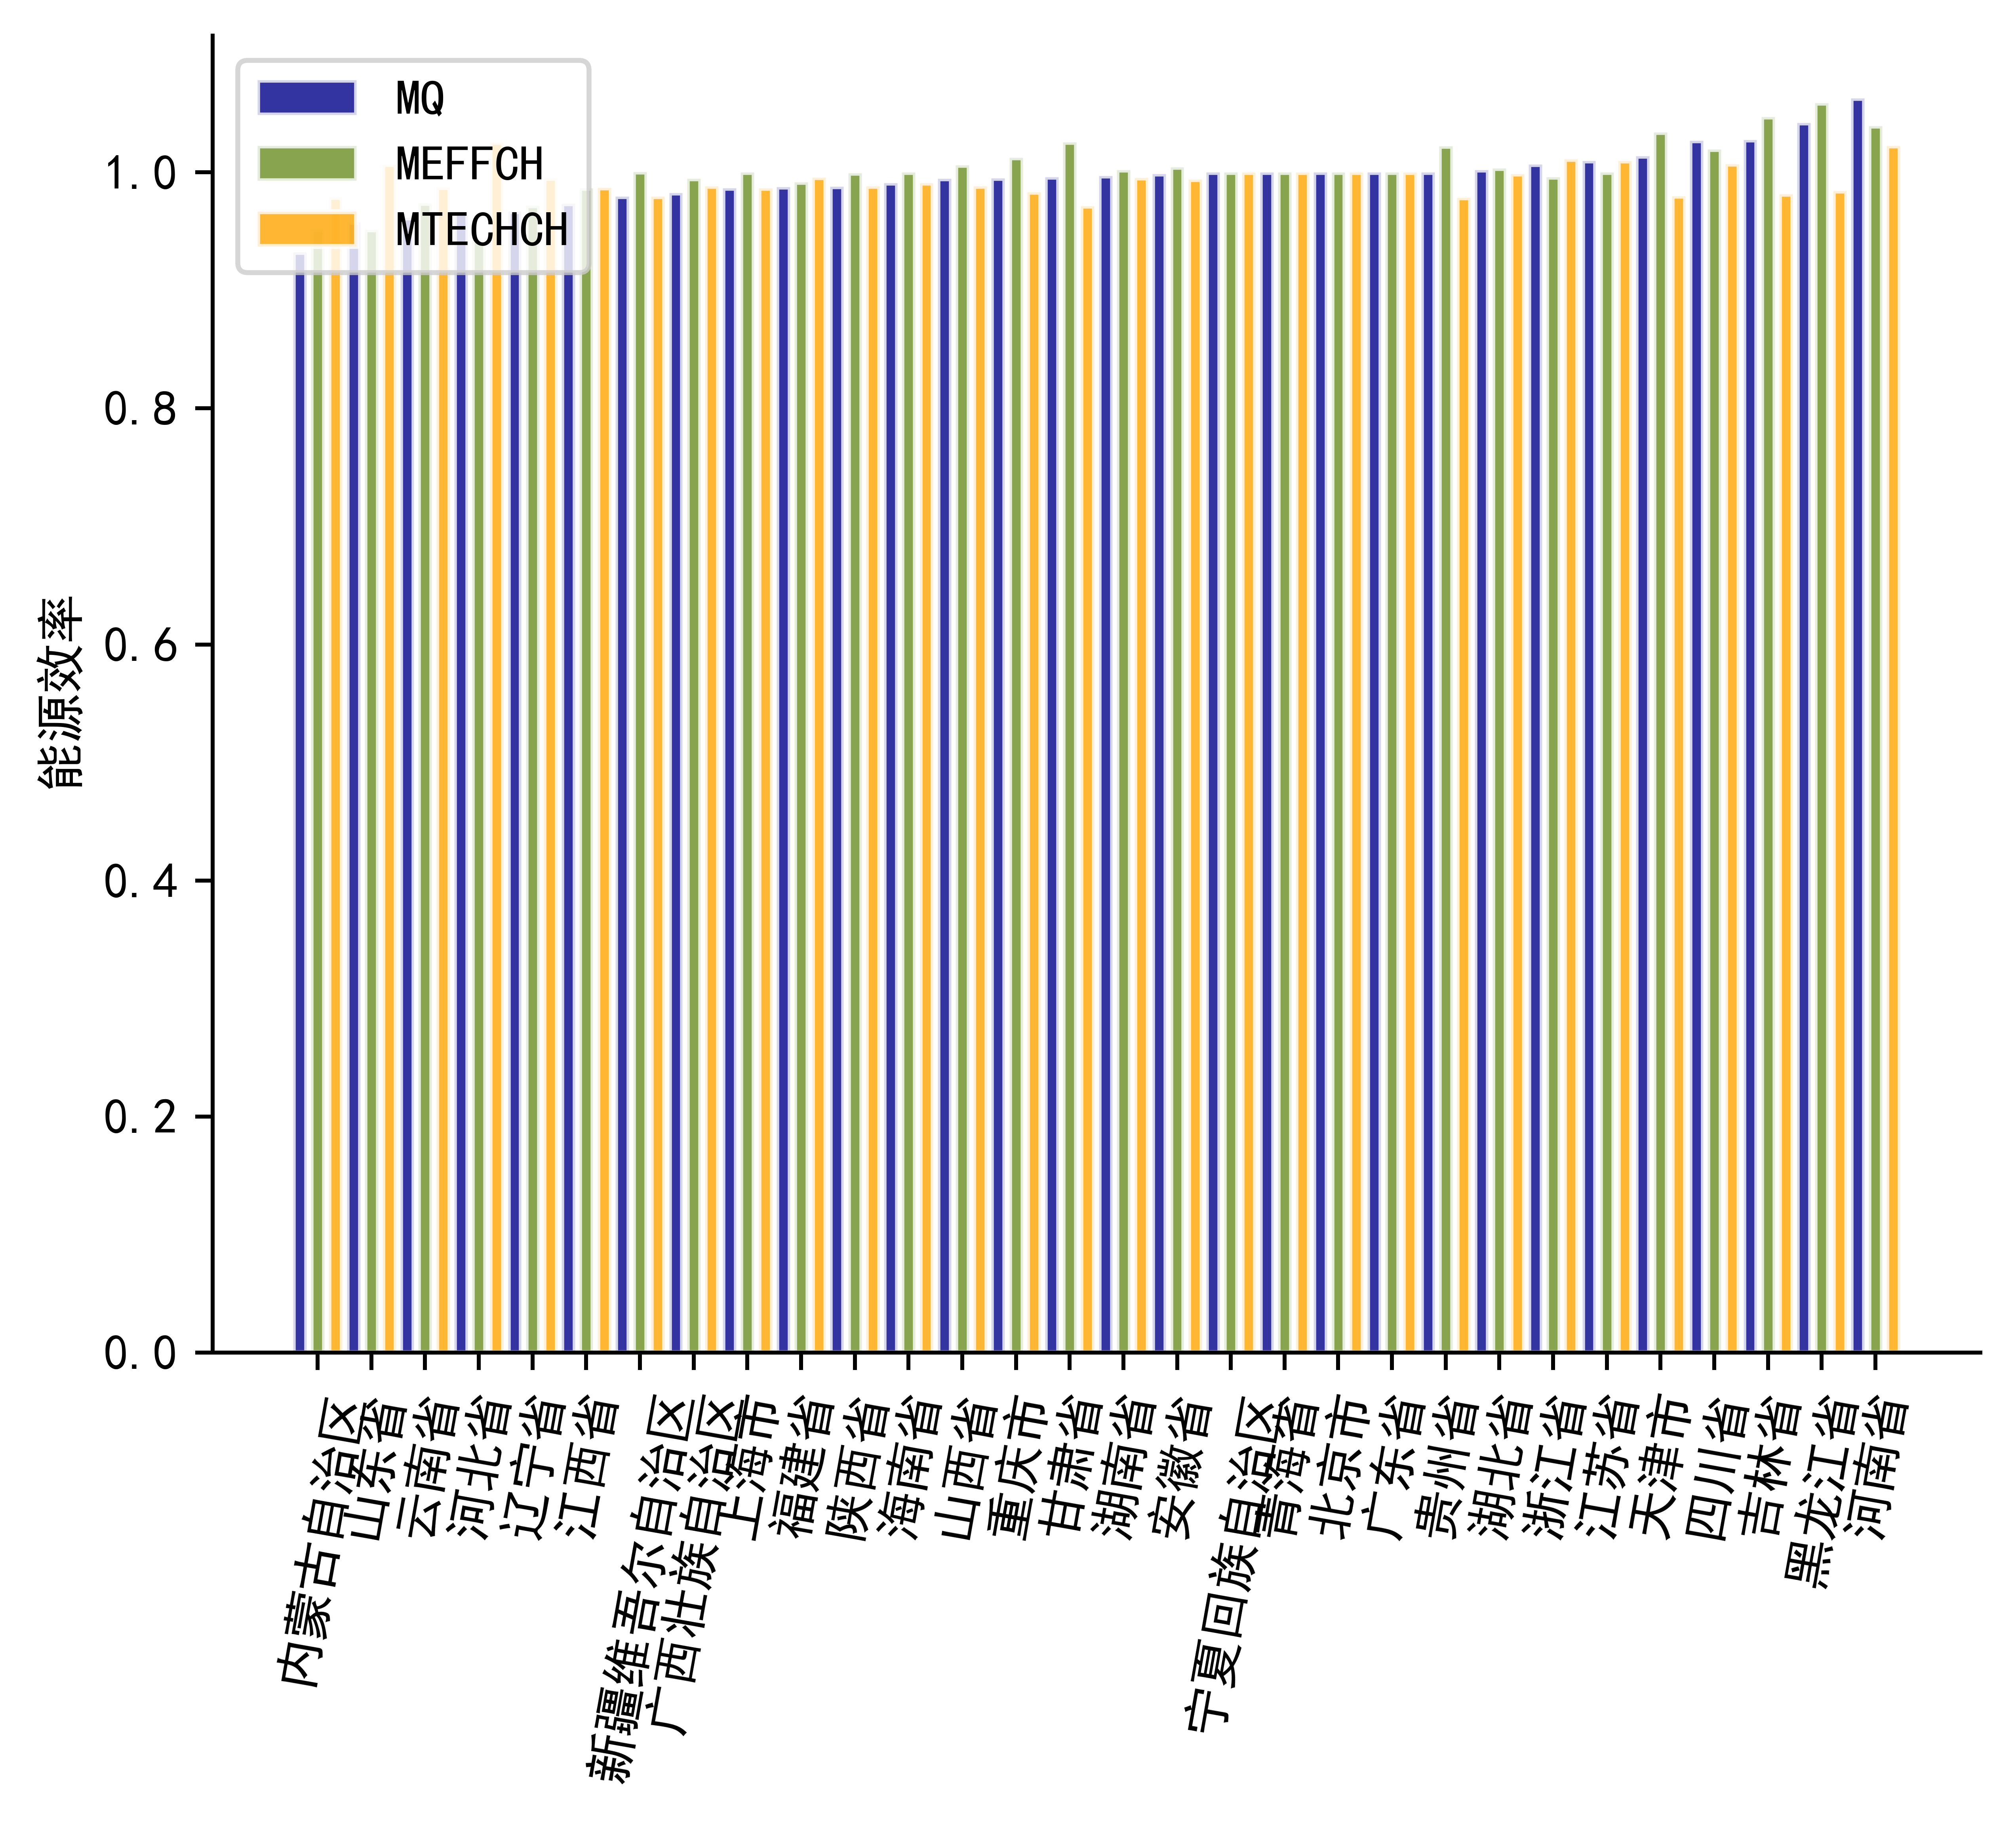 MQ
MEFFCH
MTECHCH
1.0
0.8
0.6
0.4
0.2
0.0
能源效率
内蒙古自治区
山东省
云南省
河北省
辽宁省
江西省
新疆维吾尔自治区
广西壮族自治区
上海市
福建省
陕西省
海南省
山西省
重庆市
甘肃省
湖南省
安徽省
宁夏回族自治区
青海省
北京市
广东省
贵州省
湖北省
浙江省
江苏省
天津市
四川省
吉林省
黑龙江省
河南省